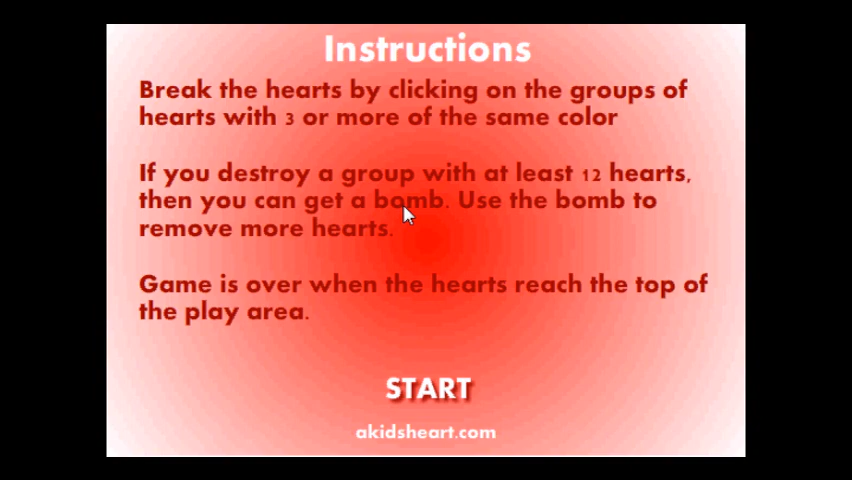 Instructions
Break the hearts by clicking on the groups of
hearts with 3 or more of the same color
If you destroy a group with at least 12 hearts,
then you can get a bomb. Use the bomb to
remove more hearts.
Game is over when the hearts reach the top of
the play area.
START
akidsheart.com